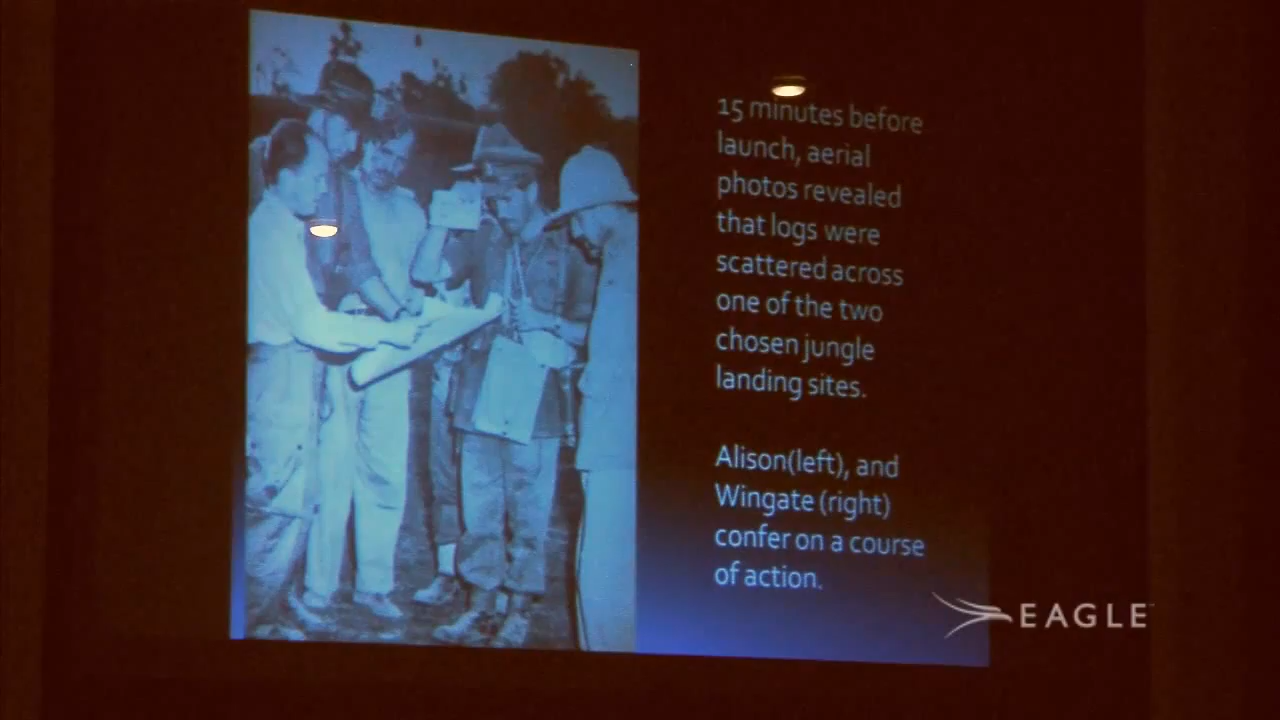 15 minutes before
launch, aerial
photos revealed
that logs were
scattered across
one of the two
chosen jungle
landing sites.
Alison(left), and
Wingate (right)
confer on a course
of action.
EAGLE